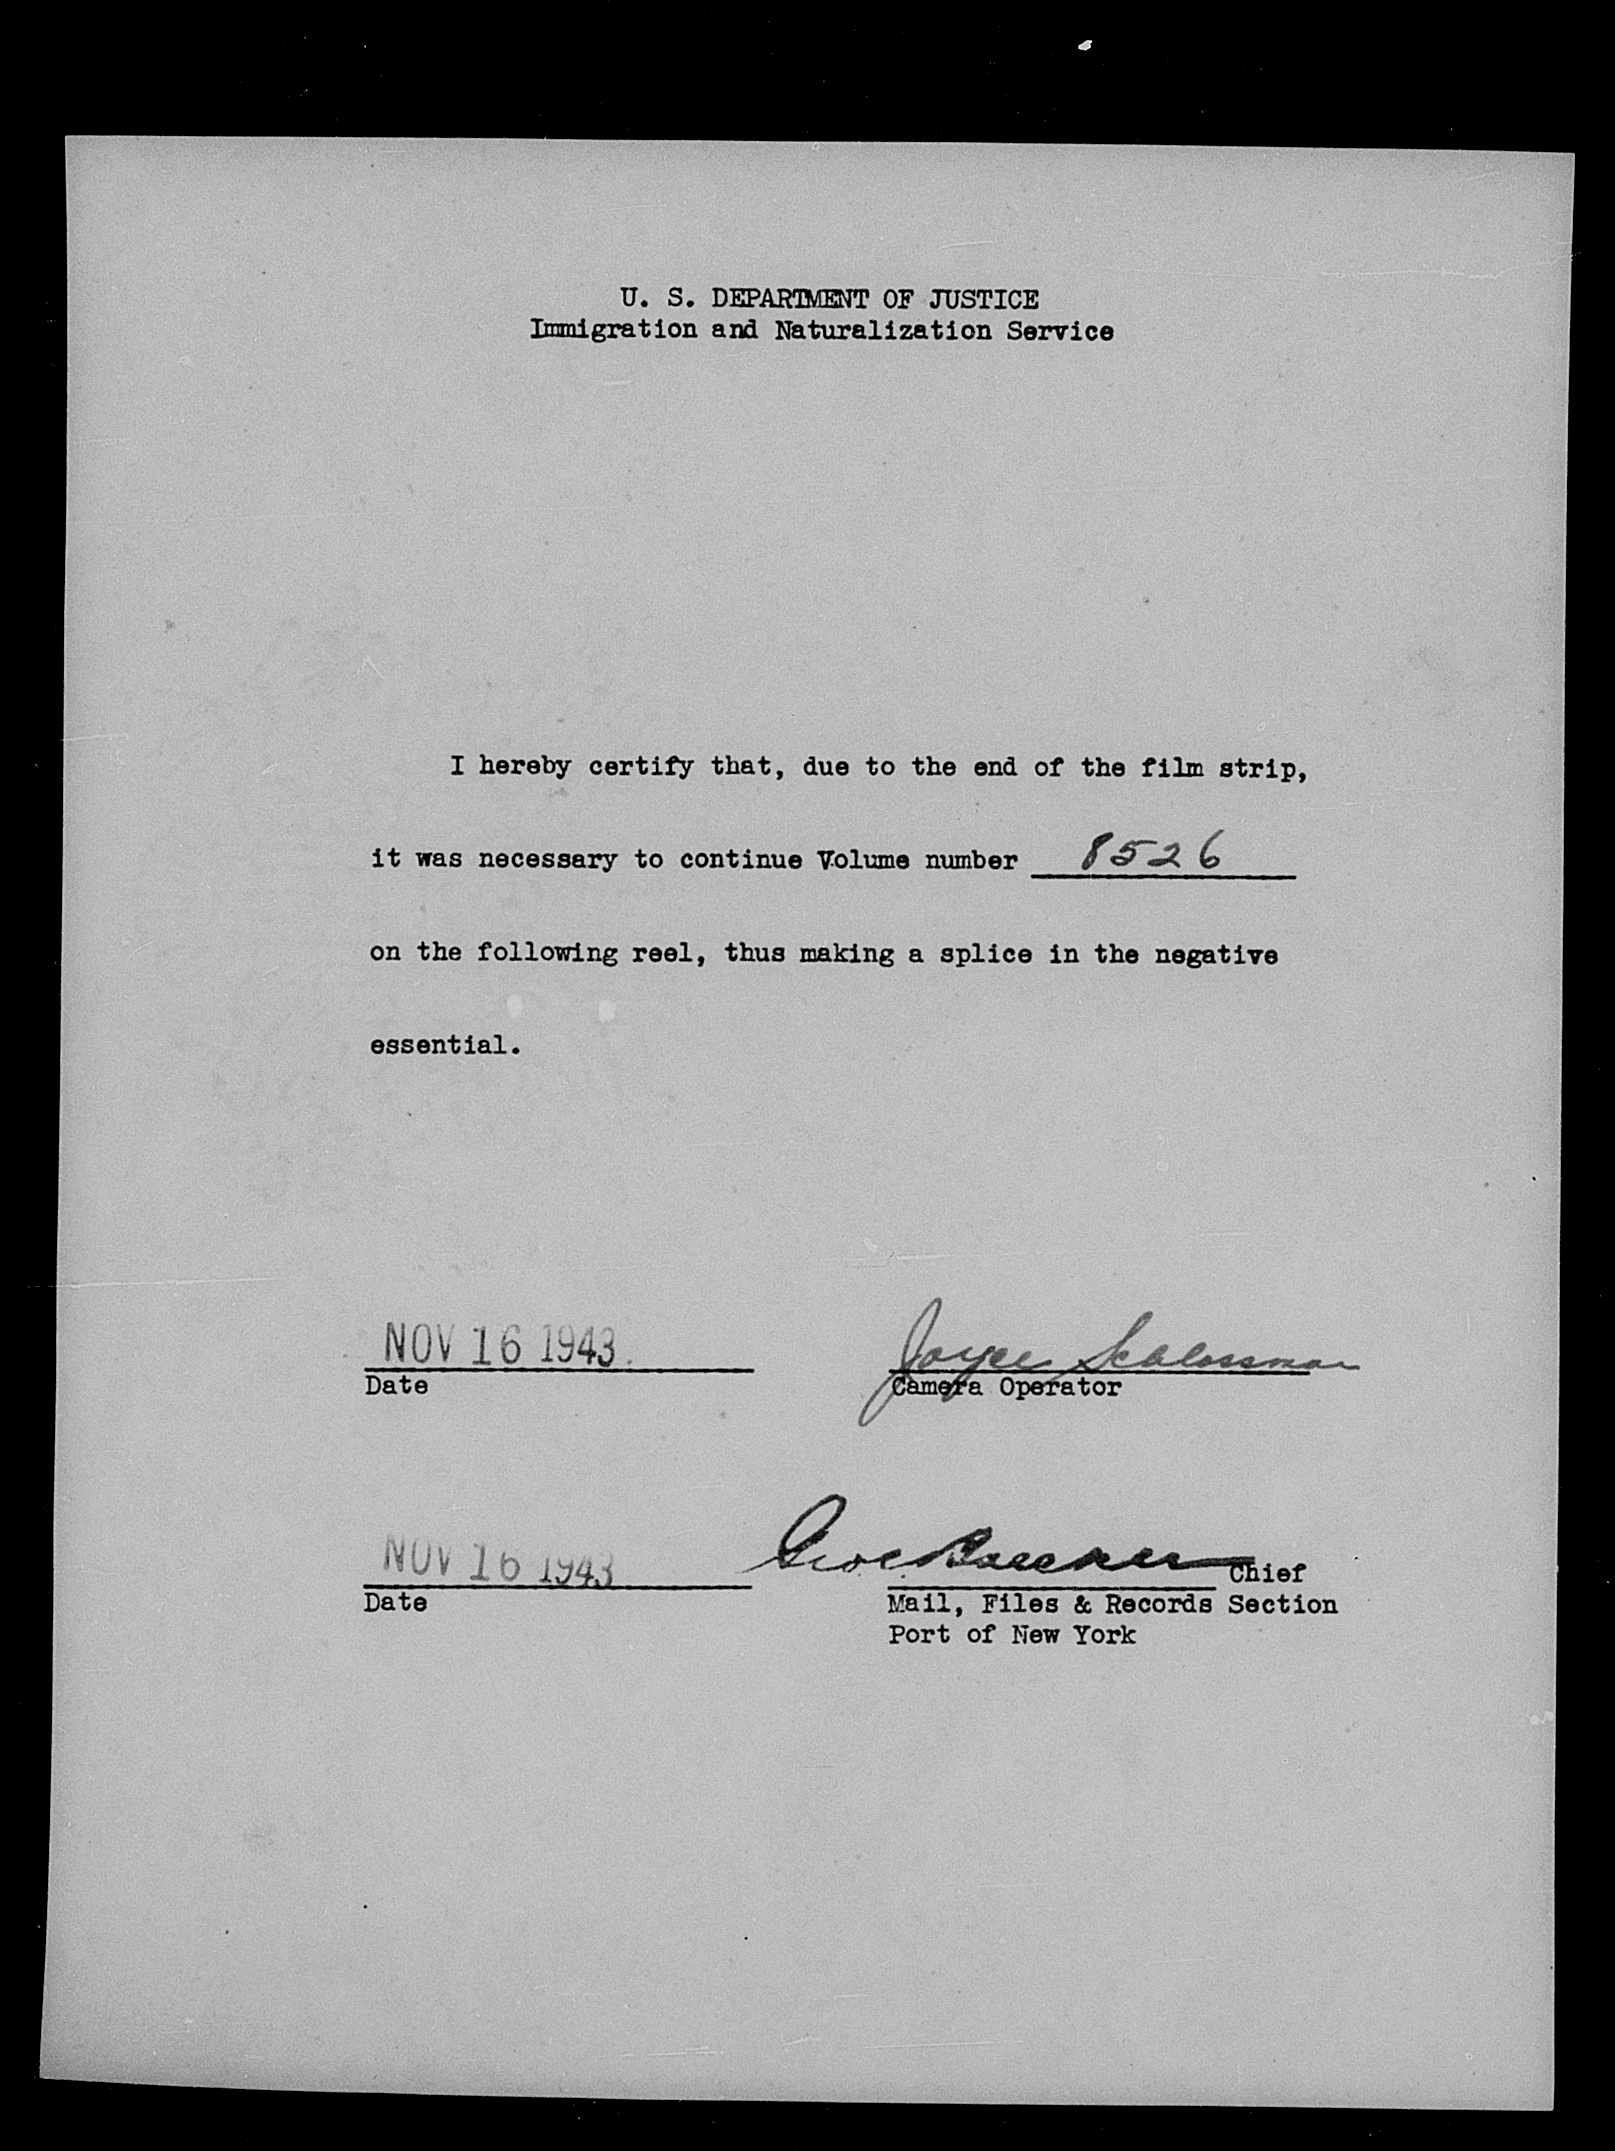 U. S. DEPARTMENT OF JUSTICE
Immigration and Naturalization Service
I hereby certify that, due to the end of the film strip,
it was necessary to continue Volume number 8526
on the following reel, thus making a splice in the negative
essential.
NOV 16 1943
Date
Joyce Schlossman
Camera Operator
NOV 16 1943
Date
Chief
Mail, Files & Records Section
Port of New York